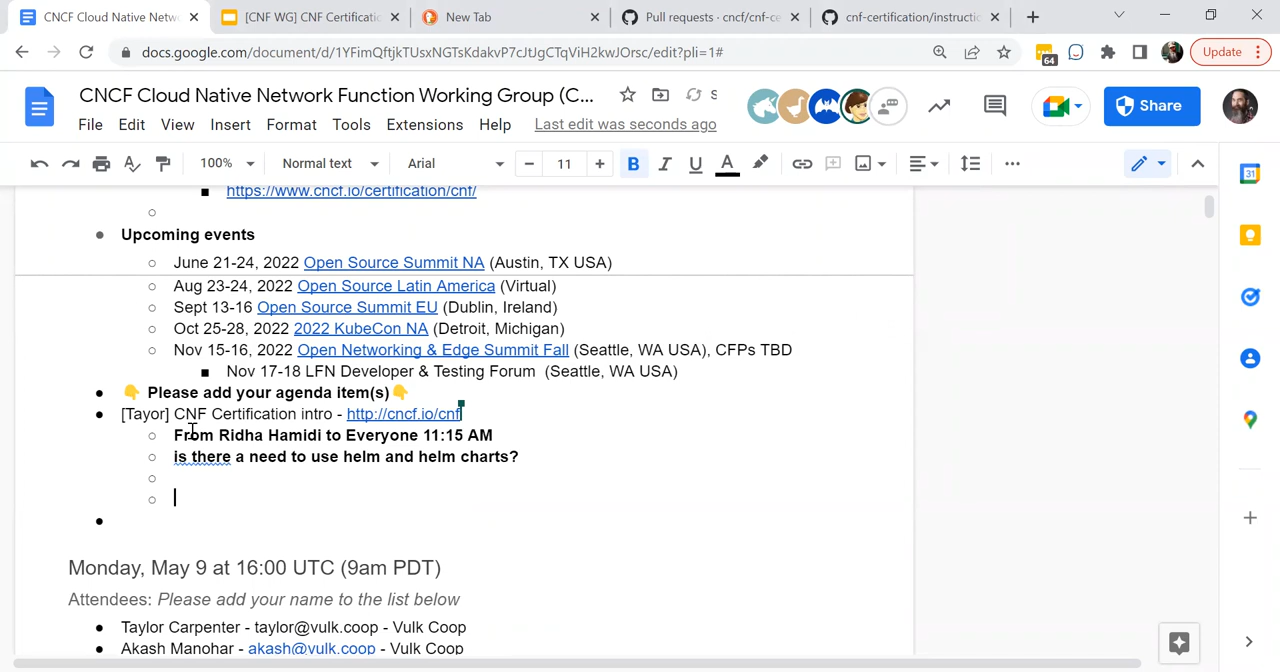 CNCF Cloud Native Netw
[CNF WG] CNF Certificatio
New Tab
Pull requests · cncf/cnf-ce
cnf-certification/instructic
docs.google.com/document/d/1YFimQftjkTUsxNGTsKdakvP7cJtJgCTqViH2kwJOrsc/edit?pli=1#
64
Update
CNCF Cloud Native Network Function Working Group (C...
S
Share
File Edit View Insert Format Tools Extensions Help Last edit was seconds ago
100% Normal text Arial 11 B I U A
31
https://www.cncf.io/certification/cnf/
Upcoming events
June 21-24, 2022 Open Source Summit NA (Austin, TX USA)
Aug 23-24, 2022 Open Source Latin America (Virtual)
Sept 13-16 Open Source Summit EU (Dublin, Ireland)
Oct 25-28, 2022 2022 KubeCon NA (Detroit, Michigan)
Nov 15-16, 2022 Open Networking & Edge Summit Fall (Seattle, WA USA), CFPs TBD
Nov 17-18 LFN Developer & Testing Forum (Seattle, WA USA)
👇 Please add your agenda item(s)👇
[Tayor] CNF Certification intro - http://cncf.io/cnf
From Ridha Hamidi to Everyone 11:15 AM
is there a need to use helm and helm charts?
Monday, May 9 at 16:00 UTC (9am PDT)
Attendees: Please add your name to the list below
Taylor Carpenter - taylor@vulk.coop - Vulk Coop
Akash Manohar - akash@vulk.coop - Vulk Coop